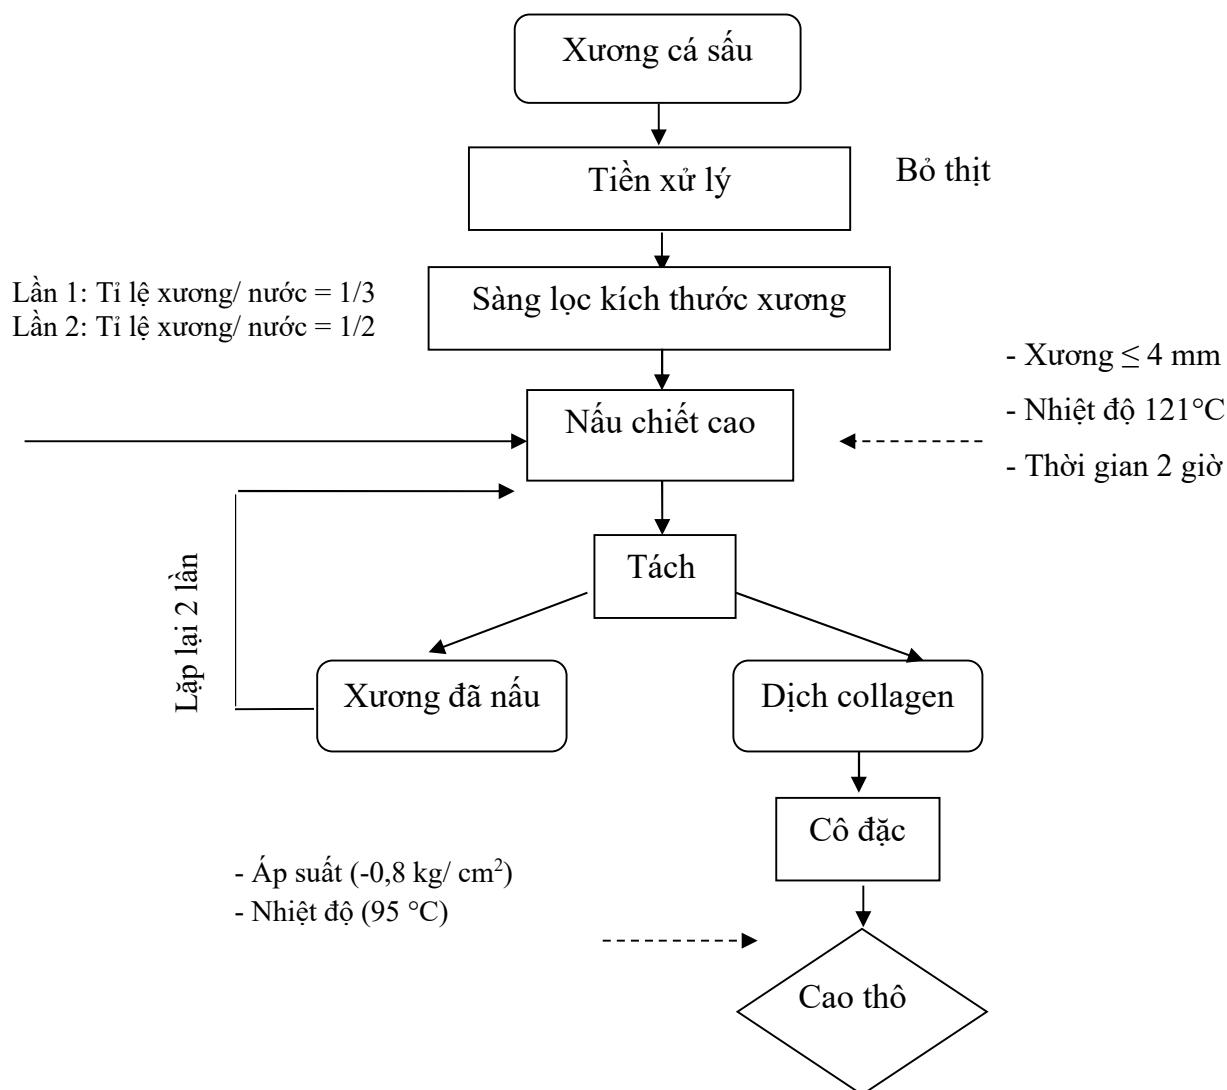 Xương cá sấu
Tiền xử lý
Bỏ thịt
Sàng lọc kích thước xương
Lần 1: Tỉ lệ xương/ nước = 1/3
Lần 2: Tỉ lệ xương/ nước = 1/2
- Xương ≤ 4 mm
- Nhiệt độ 121°C
- Thời gian 2 giờ
Nấu chiết cao
Tách
Lặp lại 2 lần
Xương đã nấu
Dịch collagen
Cô đặc
- Áp suất (-0,8 kg/ cm²)
- Nhiệt độ (95 °C)
Cao thô